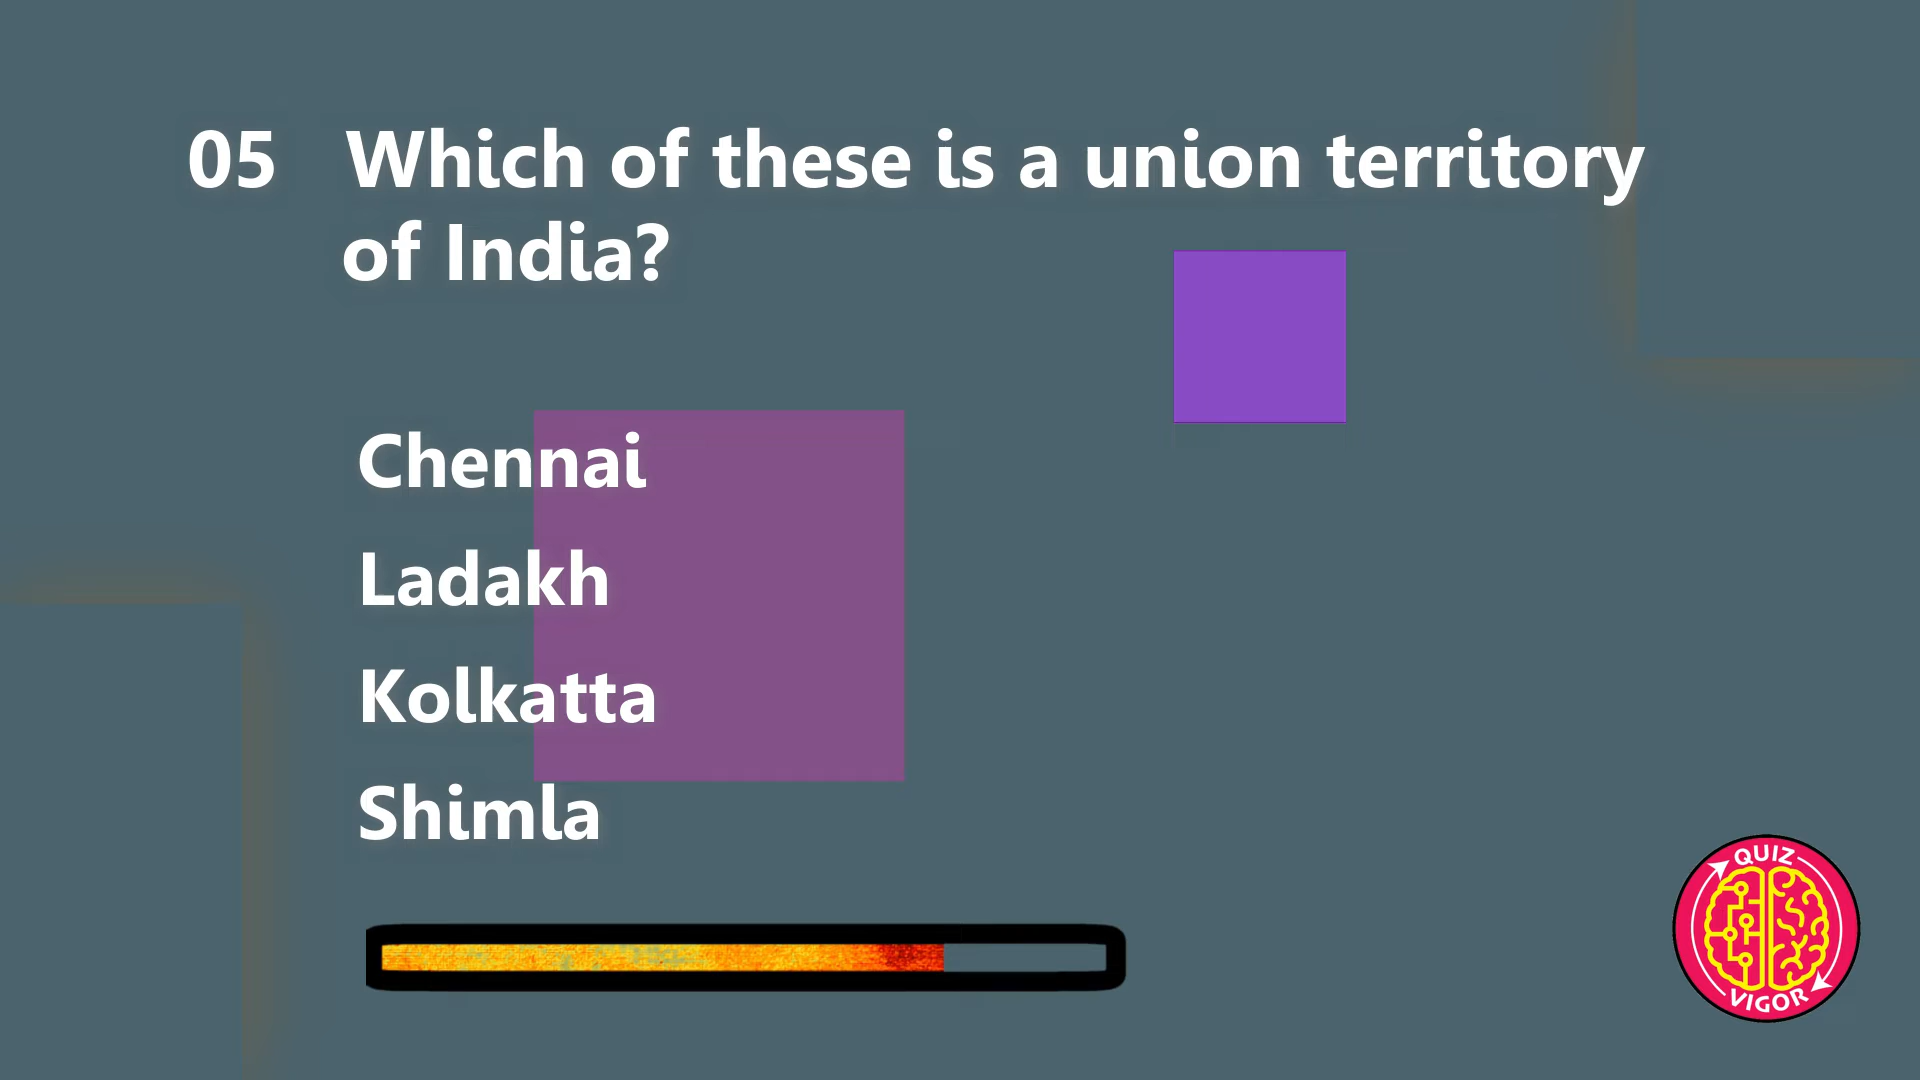 05 Which of these is a union territory
of India?
Chennai
Ladakh
Kolkatta
Shimla
QUIZ
VIGOR